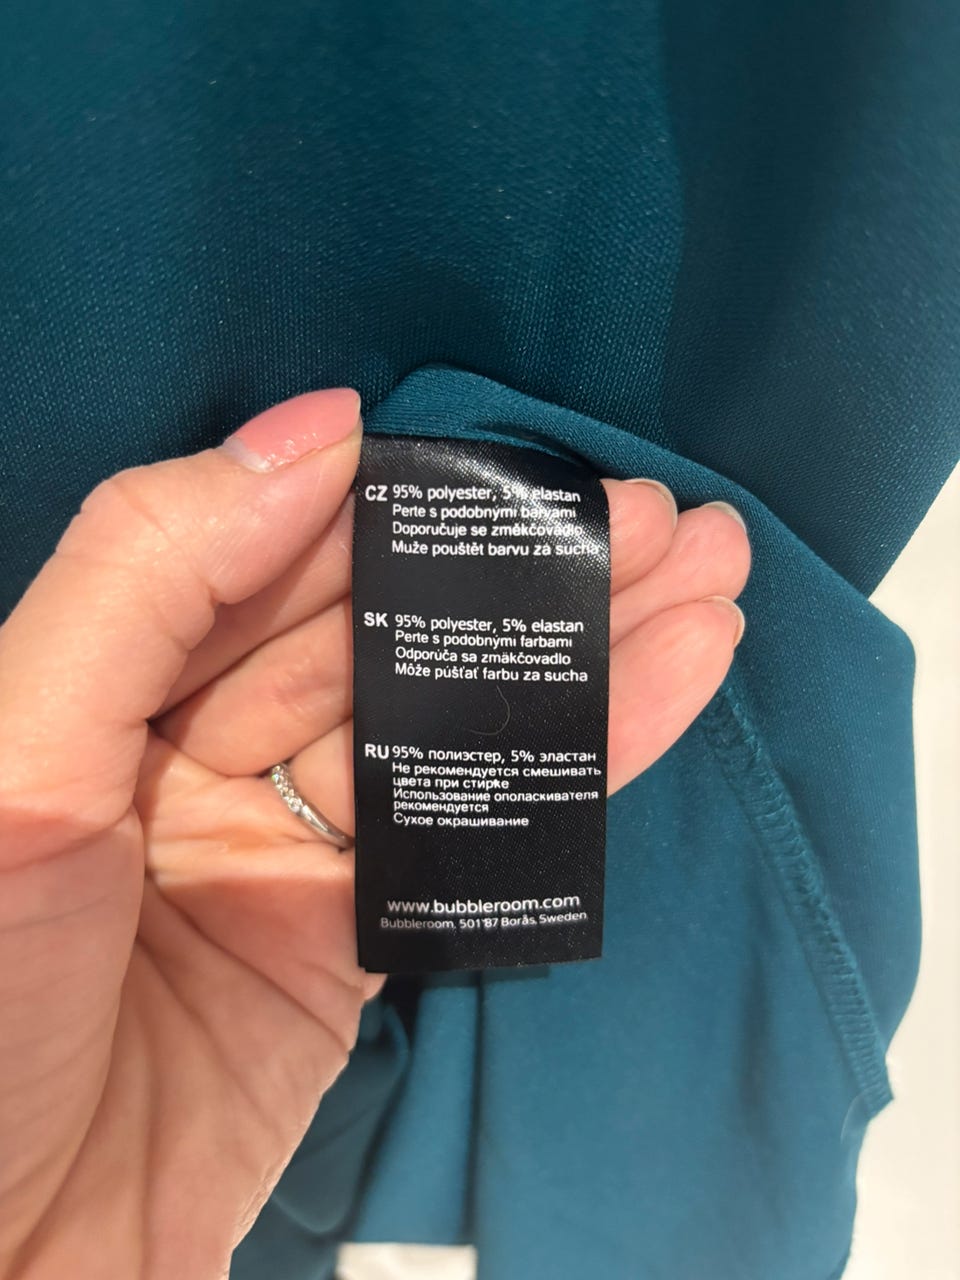 CZ 95% polyester, 5% elastan
Perte s podobnými barvami
Doporučuje se změkčovadlo
Muže pouštět barvu za sucha
SK 95% polyester, 5% elastan
Perte s podobnými farbami
Odporúča sa zmäkčovadlo
Môže púšťať farbu za sucha
RU 95% полиэстер, 5% эластан
Не рекомендуется смешивать
цвета при стирке
Использование ополаскивателя
рекомендуется
Сухое окрашивание
www.bubbleroom.com
Bubbleroom, 501 87 Borås, Sweden